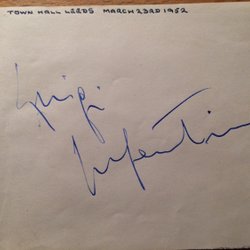 TOWN HALL LEEDS MARCH 23RD 1952
Luigi
Infantino